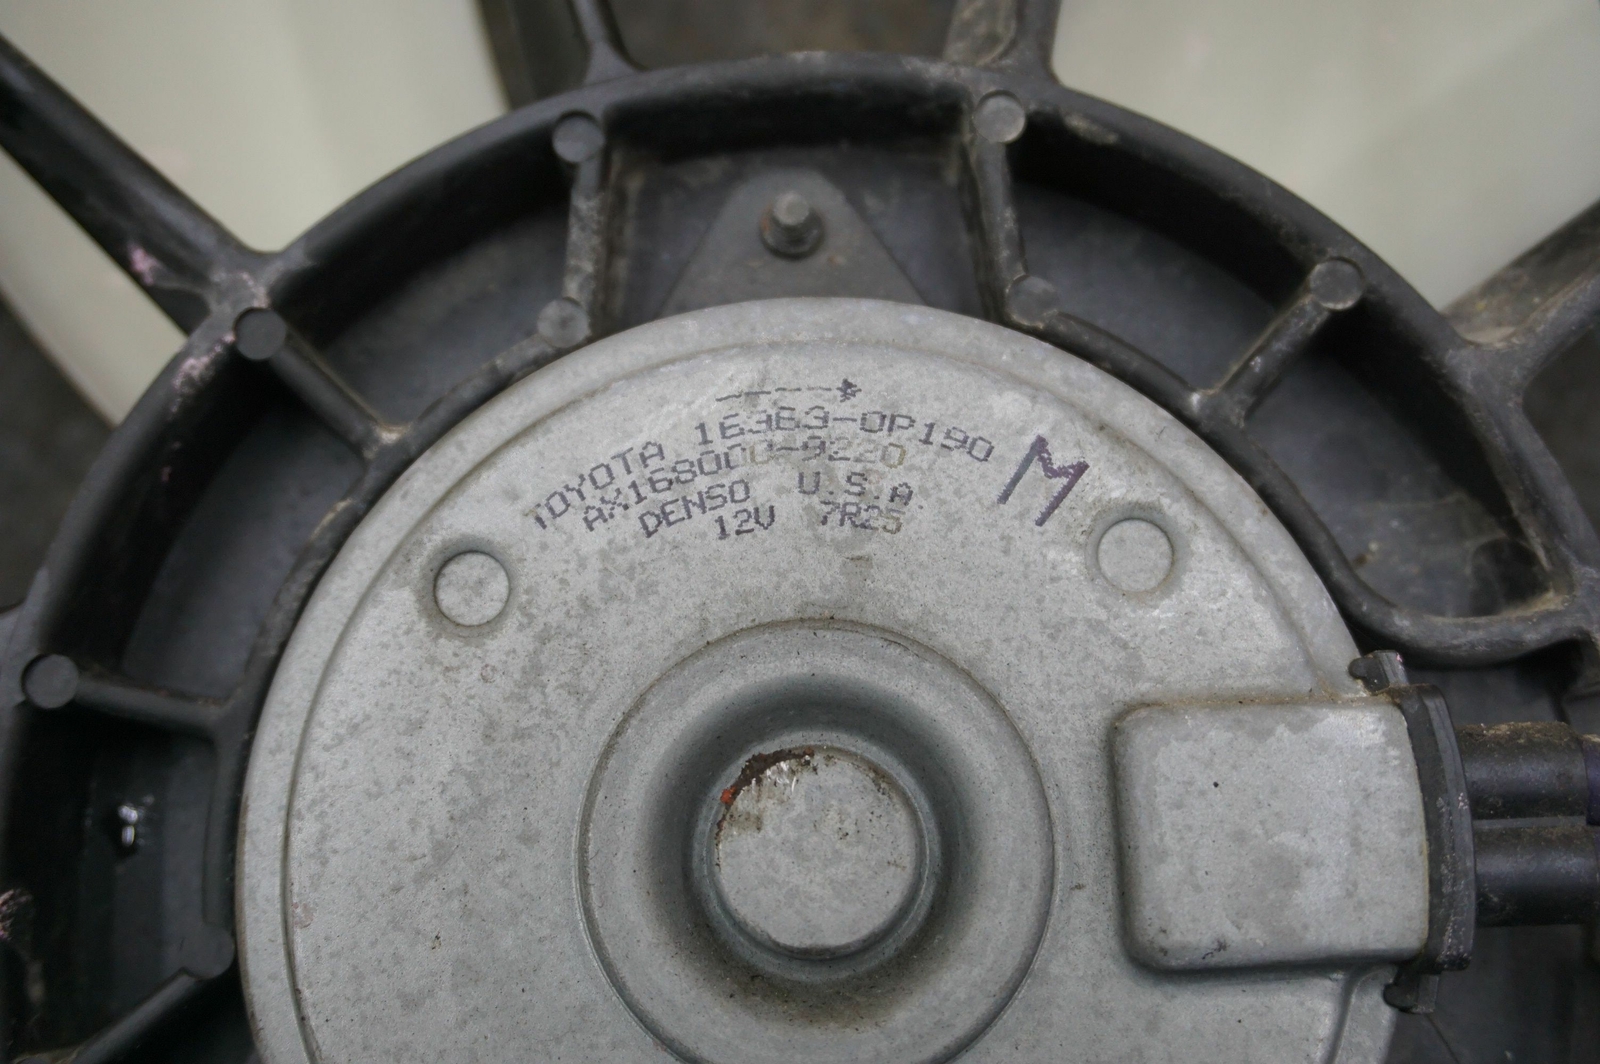 TOYOTA 16363-0P190
AX168000-9220
DENSO U.S.A.
12V 7R25
M